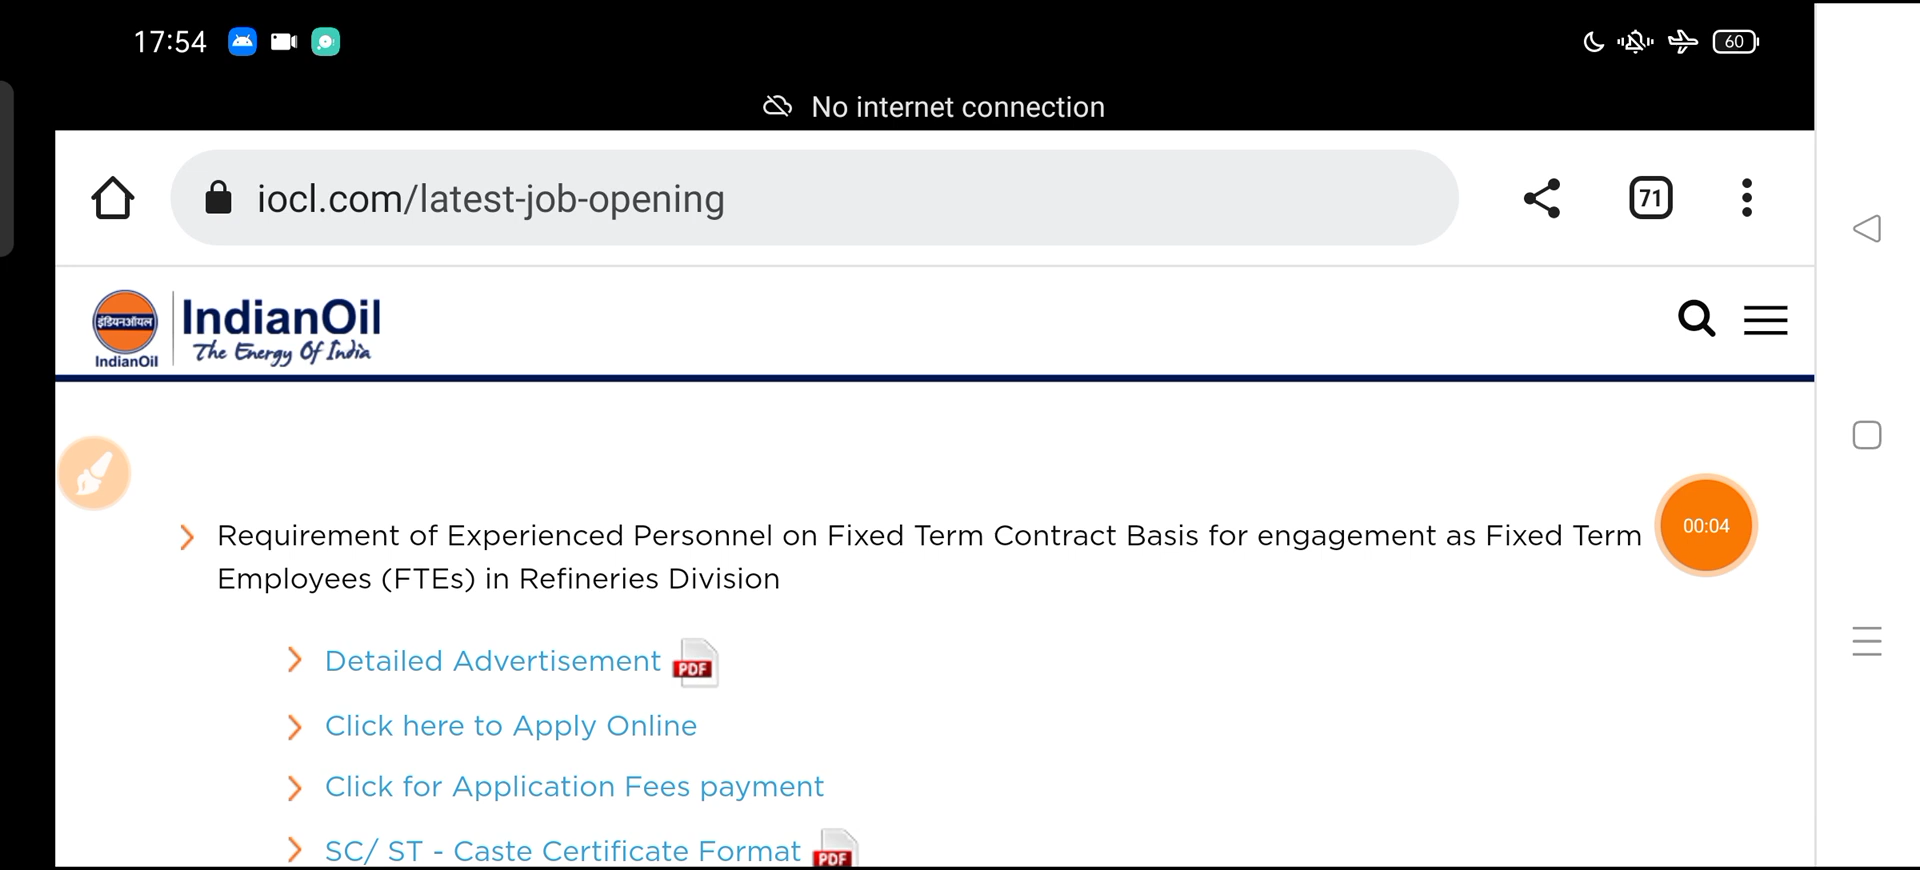 17:54
60
No internet connection
iocl.com/latest-job-opening
71
इंडियनऑयल
IndianOil
IndianOil
The Energy Of India
Requirement of Experienced Personnel on Fixed Term Contract Basis for engagement as Fixed Term
Employees (FTEs) in Refineries Division
00:04
Detailed Advertisement PDF
Click here to Apply Online
Click for Application Fees payment
SC/ ST - Caste Certificate Format PDF